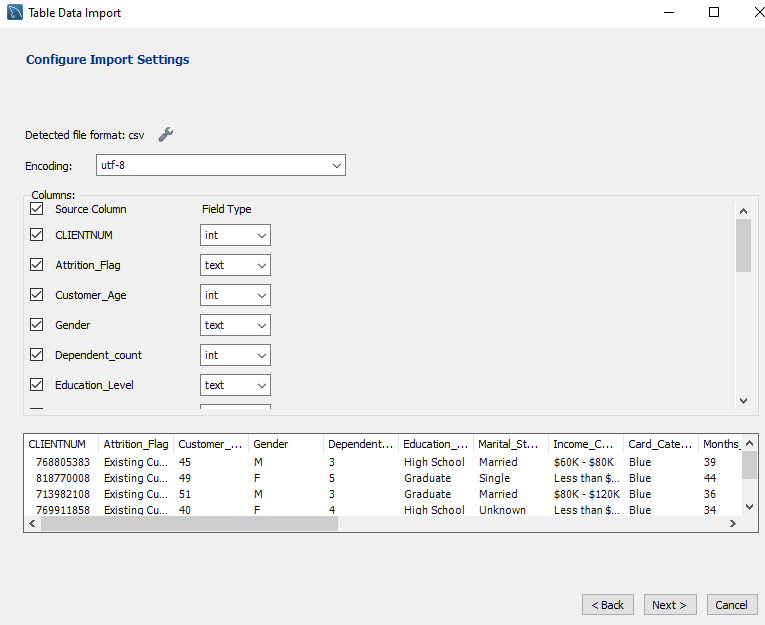 Table Data Import
Configure Import Settings
Detected file format: csv
Encoding: utf-8
Columns:
Source Column Field Type
CLIENTNUM int
Attrition_Flag text
Customer_Age int
Gender text
Dependent_count int
Education_Level text
CLIENTNUM Attrition_Flag Customer_... Gender Dependent... Education_... Marital_St... Income_C... Card_Cate... Months_
768805383 Existing Cu... 45 M 3 High School Married $60K - $80K Blue 39
818770008 Existing Cu... 49 F 5 Graduate Single Less than $... Blue 44
713982108 Existing Cu... 51 M 3 Graduate Married $80K - $120K Blue 36
769911858 Existing Cu... 40 F 4 High School Unknown Less than $... Blue 34
< Back Next > Cancel